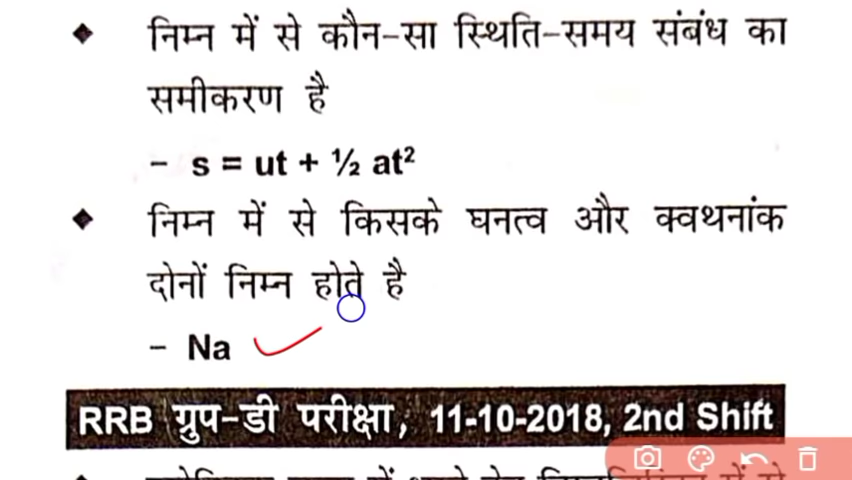 निम्न में से कौन-सा स्थिति-समय संबंध का
समीकरण है
– s = ut + ½ at²
निम्न में से किसके घनत्व और क्वथनांक
दोनों निम्न होते है
– Na
RRB ग्रुप-डी परीक्षा, 11-10-2018, 2nd Shift